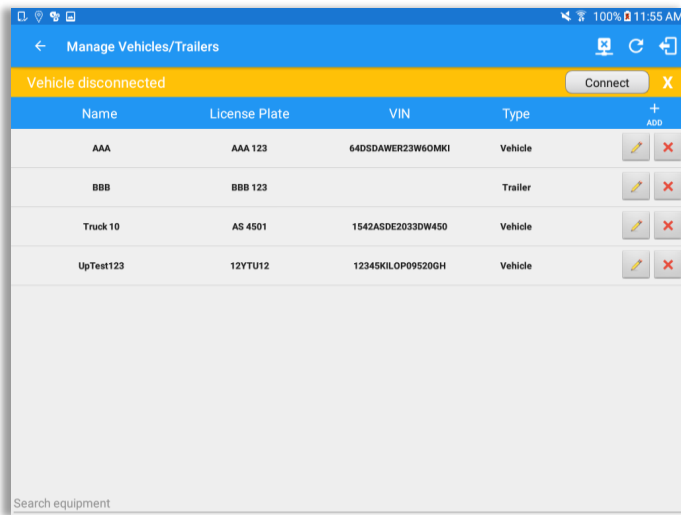 100% 11:55 AM
Manage Vehicles/Trailers
Vehicle disconnected Connect X
Name License Plate VIN Type + ADD
AAA AAA 123 64DSDAWER23W6OMKI Vehicle
BBB BBB 123 Trailer
Truck 10 AS 4501 1542ASDE2033DW450 Vehicle
UpTest123 12YTU12 12345KILOP09520GH Vehicle
Search equipment